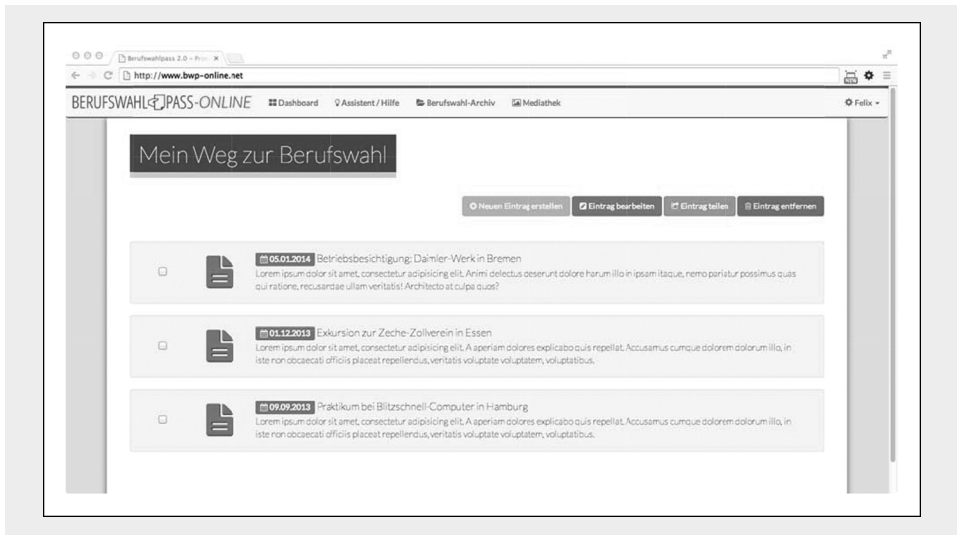 Berufswahlpass 2.0 – Pri
http://www.bwp-online.net
BERUFSWAHL PASS-ONLINE Dashboard Assistent / Hilfe Berufswahl-Archiv Mediathek Felix
Mein Weg zur Berufswahl
Neuen Eintrag erstellen Eintrag bearbeiten Eintrag teilen Eintrag entfernen
05.01.2014 Betriebsbesichtigung: Daimler-Werk in Bremen
Lorem ipsum dolor sit amet, consectetur adipisicing elit. Animi delectus deserunt dolore harum illo in ipsam itaque, nemo pariatur possimus quas
qui ratione, recusandae ullam veritatis! Architecto at culpa quos?
01.12.2013 Exkursion zur Zeche-Zollverein in Essen
Lorem ipsum dolor sit amet, consectetur adipisicing elit. A aperiam dolores explicabo quis repellat. Accusamus cumque dolorem dolorum illo, in
iste non obcaecati officiis placeat repellendus, veritatis voluptate voluptatem, voluptatibus.
09.09.2013 Praktikum bei Blitzschnell-Computer in Hamburg
Lorem ipsum dolor sit amet, consectetur adipisicing elit. A aperiam dolores explicabo quis repellat. Accusamus cumque dolorem dolorum illo, in
iste non obcaecati officiis placeat repellendus, veritatis voluptate voluptatem, voluptatibus.